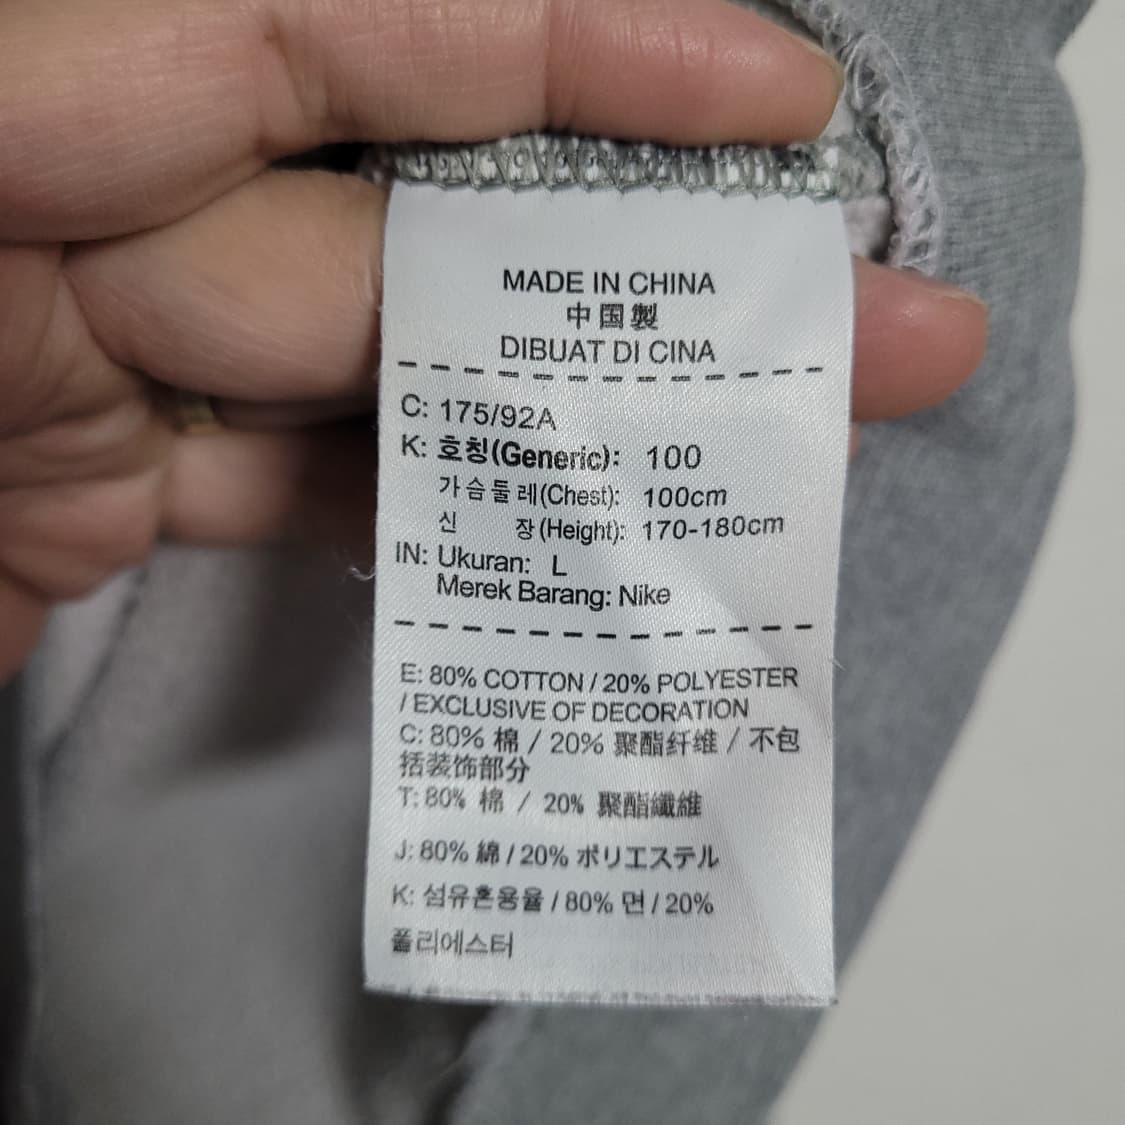 MADE IN CHINA
中国製
DIBUAT DI CINA
C: 175/92A
K: 호칭(Generic): 100
가슴둘레(Chest): 100cm
신 장(Height): 170-180cm
IN: Ukuran: L
Merek Barang: Nike
E: 80% COTTON / 20% POLYESTER
/ EXCLUSIVE OF DECORATION
C: 80% 棉 / 20% 聚酯纤维 / 不包
括装饰部分
T: 80% 棉 / 20% 聚酯纖維
J: 80% 綿 / 20% ポリエステル
K: 섬유혼용율 / 80% 면 / 20%
폴리에스터